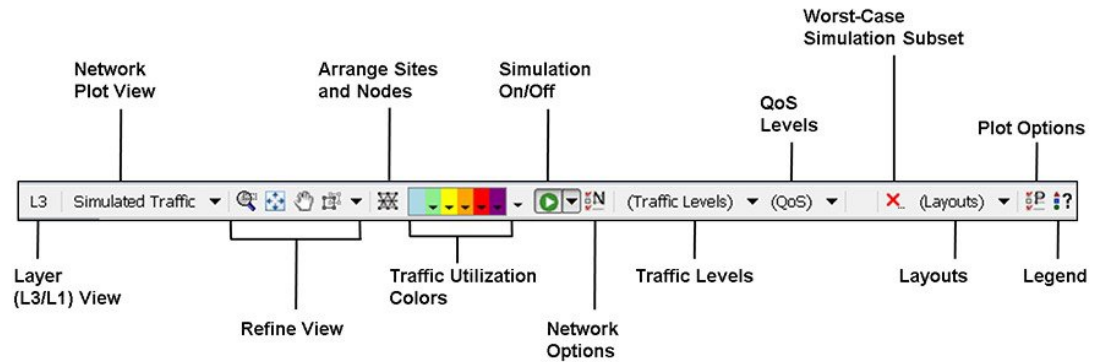 Worst-Case
Simulation Subset
Network
Plot View
Arrange Sites
and Nodes
Simulation
On/Off
QoS
Levels
Plot Options
L3 Simulated Traffic N (Traffic Levels) (QoS) (Layouts) P ?
Layer
(L3/L1) View
Refine View
Traffic Utilization
Colors
Network
Options
Traffic Levels
Layouts
Legend